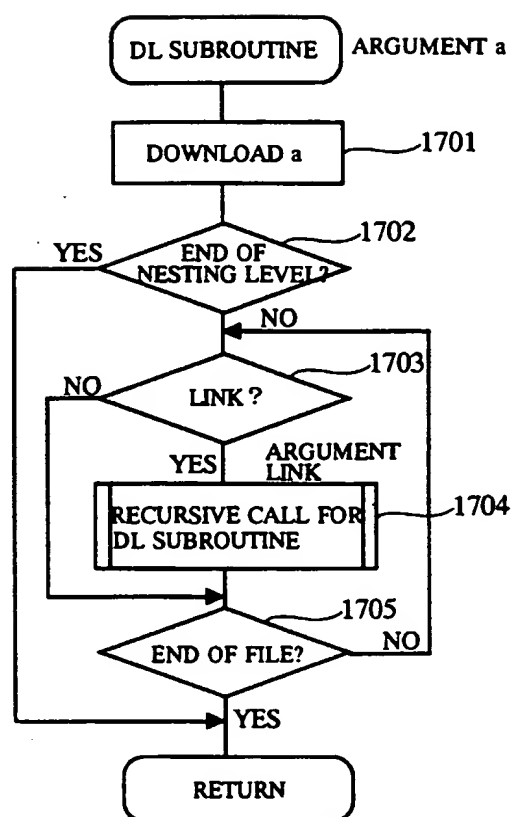 DL SUBROUTINE
ARGUMENT a
DOWNLOAD a
1701
1702
YES
END OF
NESTING LEVEL?
NO
1703
NO
LINK ?
YES
ARGUMENT
LINK
1704
RECURSIVE CALL FOR
DL SUBROUTINE
1705
END OF FILE?
NO
YES
RETURN